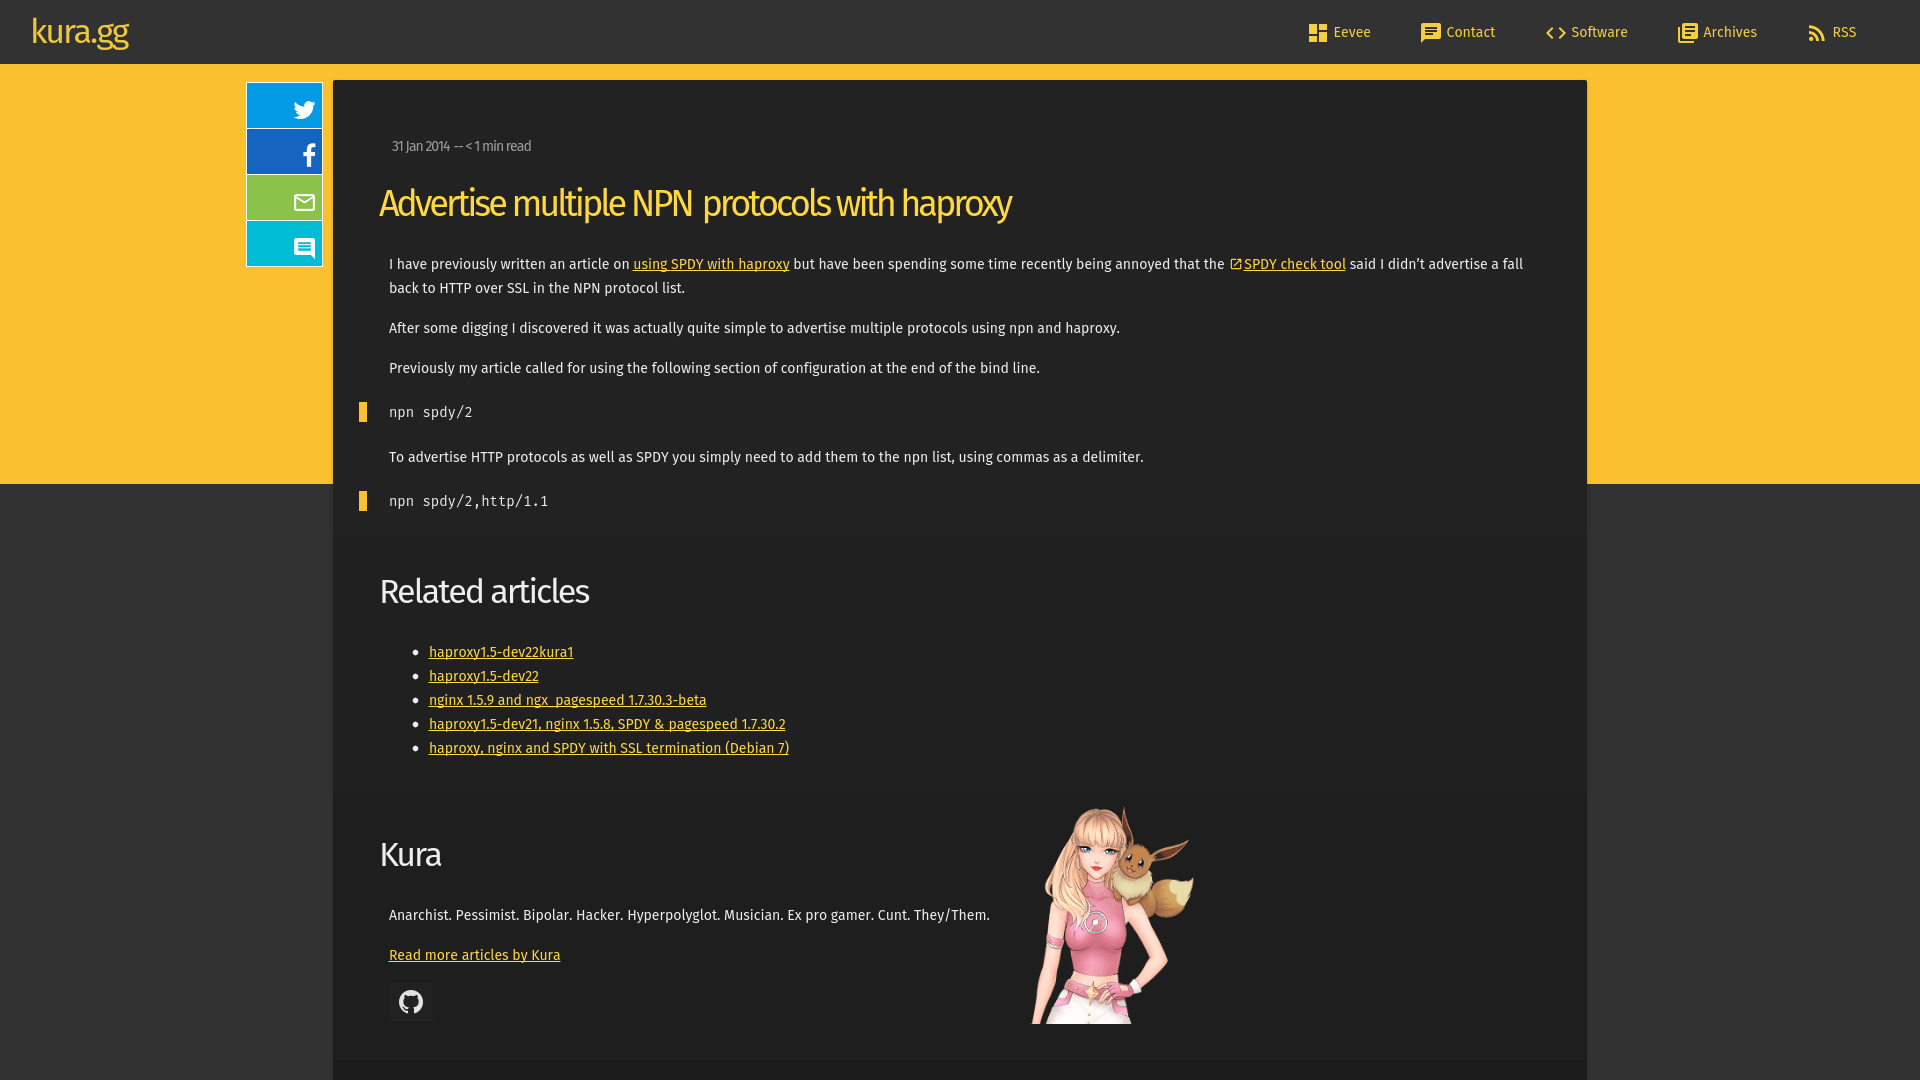 kura.gg
Eevee
Contact
Software
Archives
RSS
31 Jan 2014 -- < 1 min read
Advertise multiple NPN protocols with haproxy
I have previously written an article on using SPDY with haproxy but have been spending some time recently being annoyed that the SPDY check tool said I didn’t advertise a fall
back to HTTP over SSL in the NPN protocol list.
After some digging I discovered it was actually quite simple to advertise multiple protocols using npn and haproxy.
Previously my article called for using the following section of configuration at the end of the bind line.
npn spdy/2
To advertise HTTP protocols as well as SPDY you simply need to add them to the npn list, using commas as a delimiter.
npn spdy/2,http/1.1
Related articles
haproxy1.5-dev22kura1
haproxy1.5-dev22
nginx 1.5.9 and ngx_pagespeed 1.7.30.3-beta
haproxy1.5-dev21, nginx 1.5.8, SPDY & pagespeed 1.7.30.2
haproxy, nginx and SPDY with SSL termination (Debian 7)
Kura
Anarchist. Pessimist. Bipolar. Hacker. Hyperpolyglot. Musician. Ex pro gamer. Cunt. They/Them.
Read more articles by Kura